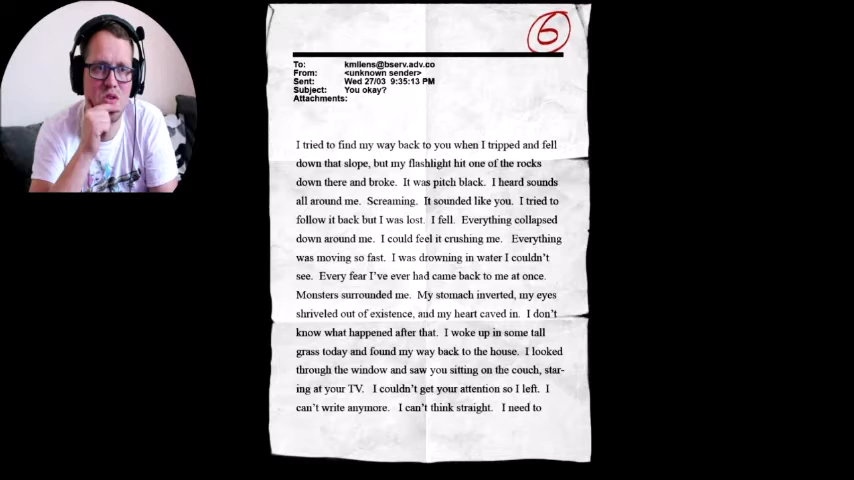 6
To: kmllens@bserv.adv.co
From: <unknown sender>
Sent: Wed 27/03 9:35:13 PM
Subject: You okay?
Attachments:
I tried to find my way back to you when I tripped and fell
down that slope, but my flashlight hit one of the rocks
down there and broke. It was pitch black. I heard sounds
all around me. Screaming. It sounded like you. I tried to
follow it back but I was lost. I fell. Everything collapsed
down around me. I could feel it crushing me. Everything
was moving so fast. I was drowning in water I couldn't
see. Every fear I've ever had came back to me at once.
Monsters surrounded me. My stomach inverted, my eyes
shriveled out of existence, and my heart caved in. I don't
know what happened after that. I woke up in some tall
grass today and found my way back to the house. I looked
through the window and saw you sitting on the couch, star-
ing at your TV. I couldn't get your attention so I left. I
can't write anymore. I can't think straight. I need to